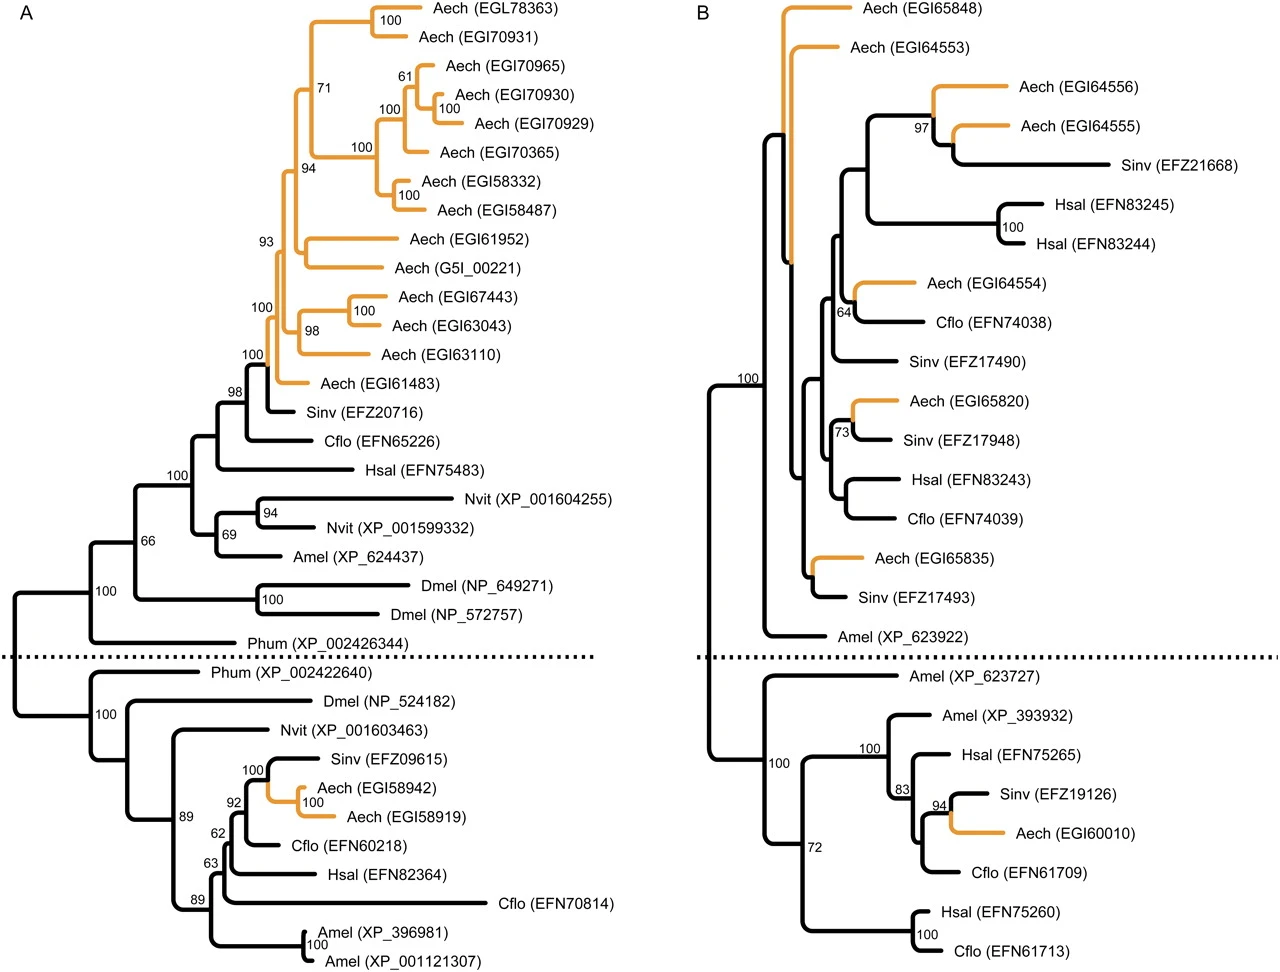 A
Aech (EGL78363)
100
Aech (EGI70931)
Aech (EGI70965)
61
71
Aech (EGI70930)
100
100
Aech (EGI70929)
100
Aech (EGI70365)
94
Aech (EGI58332)
100
Aech (EGI58487)
93
Aech (EGI61952)
Aech (G5I_00221)
Aech (EGI67443)
100
100
Aech (EGI63043)
98
100
Aech (EGI63110)
Aech (EGI61483)
98
Sinv (EFZ20716)
Cflo (EFN65226)
100
Hsal (EFN75483)
Nvit (XP_001604255)
94
Nvit (XP_001599332)
69
66
Amel (XP_624437)
Dmel (NP_649271)
100
100
Dmel (NP_572757)
Phum (XP_002426344)
Phum (XP_002422640)
100
Dmel (NP_524182)
Nvit (XP_001603463)
Sinv (EFZ09615)
100
Aech (EGI58942)
100
92
Aech (EGI58919)
89
62
Cflo (EFN60218)
63
Hsal (EFN82364)
89
Cflo (EFN70814)
Amel (XP_396981)
100
Amel (XP_001121307)
B
Aech (EGI65848)
Aech (EGI64553)
Aech (EGI64556)
97
Aech (EGI64555)
Sinv (EFZ21668)
Hsal (EFN83245)
100
Hsal (EFN83244)
Aech (EGI64554)
64
Cflo (EFN74038)
Sinv (EFZ17490)
100
Aech (EGI65820)
73
Sinv (EFZ17948)
Hsal (EFN83243)
Cflo (EFN74039)
Aech (EGI65835)
Sinv (EFZ17493)
Amel (XP_623922)
Amel (XP_623727)
Amel (XP_393932)
100
100
Hsal (EFN75265)
83
Sinv (EFZ19126)
94
Aech (EGI60010)
72
Cflo (EFN61709)
Hsal (EFN75260)
100
Cflo (EFN61713)